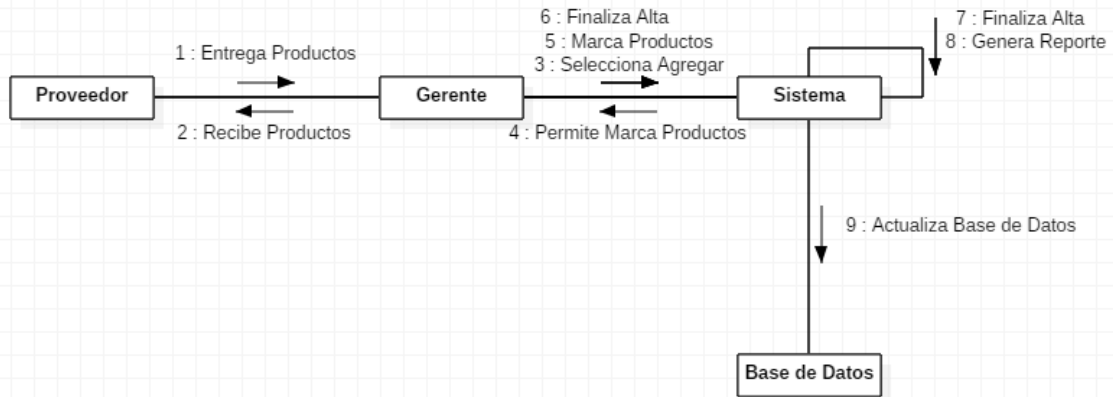 6 : Finaliza Alta
5 : Marca Productos
3 : Selecciona Agregar
7 : Finaliza Alta
8 : Genera Reporte
1 : Entrega Productos
Proveedor
Gerente
Sistema
2 : Recibe Productos
4 : Permite Marca Productos
9 : Actualiza Base de Datos
Base de Datos